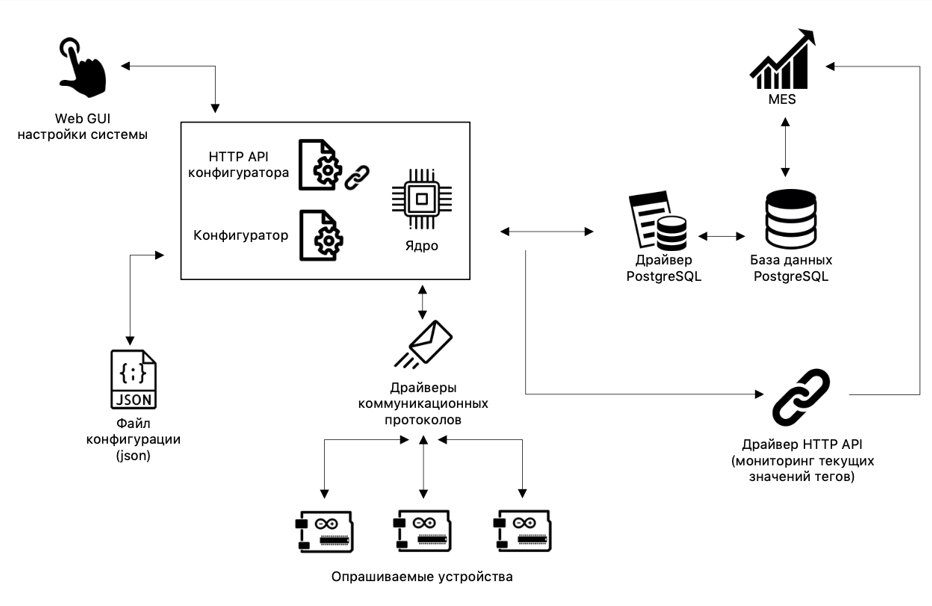 Web GUI
настройки системы
HTTP API
конфигуратора
Конфигуратор
Ядро
MES
Драйвер
PostgreSQL
База данных
PostgreSQL
{;}
JSON
Файл
конфигурации
(json)
Драйверы
коммуникационных
протоколов
Драйвер HTTP API
(мониторинг текущих
значений тегов)
Опрашиваемые устройства